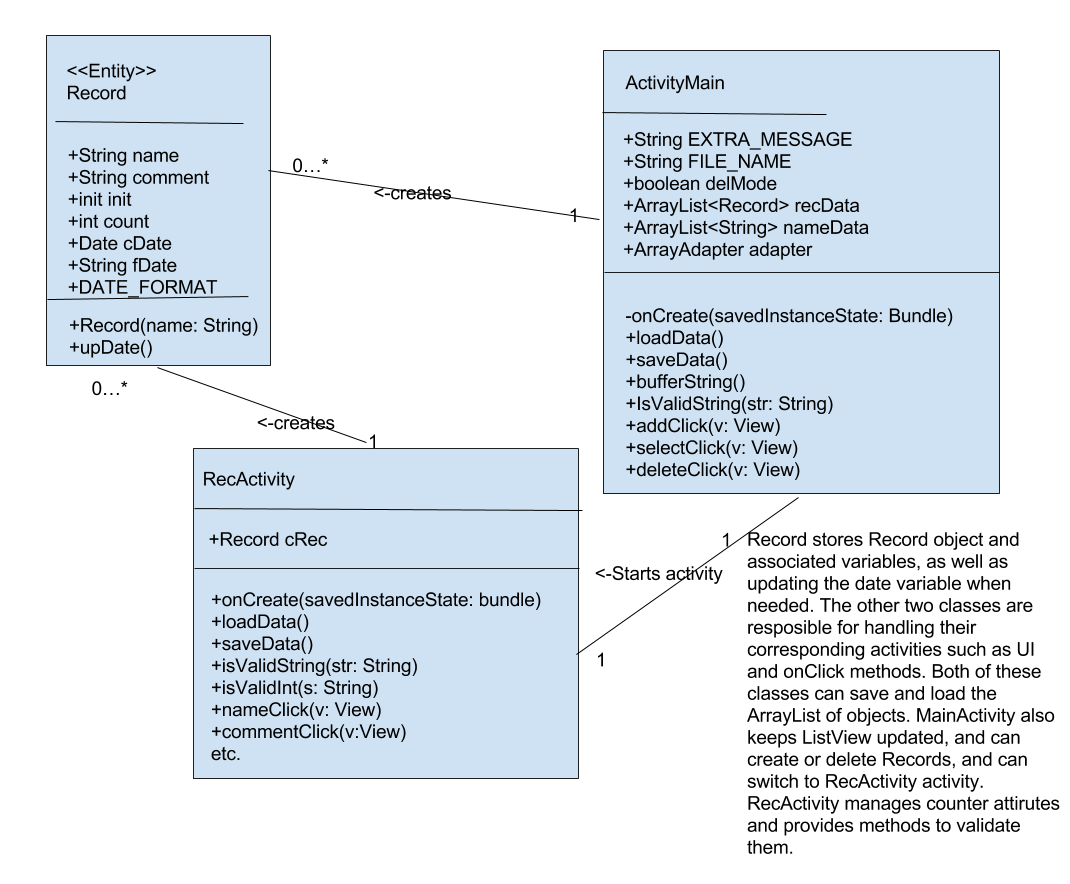 <<Entity>>
Record
+String name
+String comment
+init init
+int count
+Date cDate
+String fDate
+DATE_FORMAT
+Record(name: String)
+upDate()
0...*
<-creates
1
ActivityMain
+String EXTRA_MESSAGE
+String FILE_NAME
+boolean delMode
+ArrayList<Record> recData
+ArrayList<String> nameData
+ArrayAdapter adapter
-onCreate(savedInstanceState: Bundle)
+loadData()
+saveData()
+bufferString()
+IsValidString(str: String)
+addClick(v: View)
+selectClick(v: View)
+deleteClick(v: View)
0...*
<-creates
1
RecActivity
+Record cRec
+onCreate(savedInstanceState: bundle)
+loadData()
+saveData()
+isValidString(str: String)
+isValidInt(s: String)
+nameClick(v: View)
+commentClick(v:View)
etc.
1
<-Starts activity
1
Record stores Record object and
associated variables, as well as
updating the date variable when
needed. The other two classes are
resposible for handling their
corresponding activities such as UI
and onClick methods. Both of these
classes can save and load the
ArrayList of objects. MainActivity also
keeps ListView updated, and can
create or delete Records, and can
switch to RecActivity activity.
RecActivity manages counter attirutes
and provides methods to validate
them.